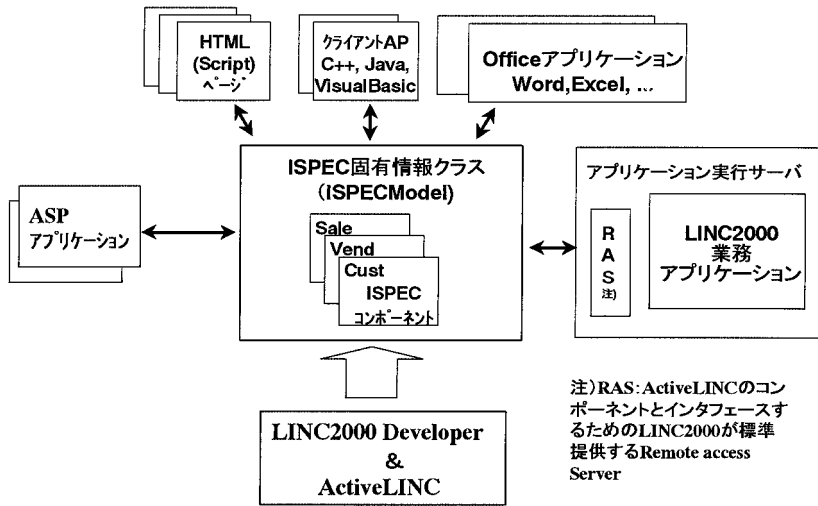 HTML
(Script)
ページ
クライアントAP
C++, Java,
VisualBasic
Officeアプリケーション
Word,Excel, ...
ASP
アプリケーション
ISPEC固有情報クラス
(ISPECModel)
Sale
Vend
Cust
ISPEC
コンポーネント
アプリケーション実行サーバ
R
A
S
注)
LINC2000
業務
アプリケーション
LINC2000 Developer
&
ActiveLINC
注)RAS:ActiveLINCのコン
ポーネントとインタフェースす
るためのLINC2000が標準
提供するRemote access
Server